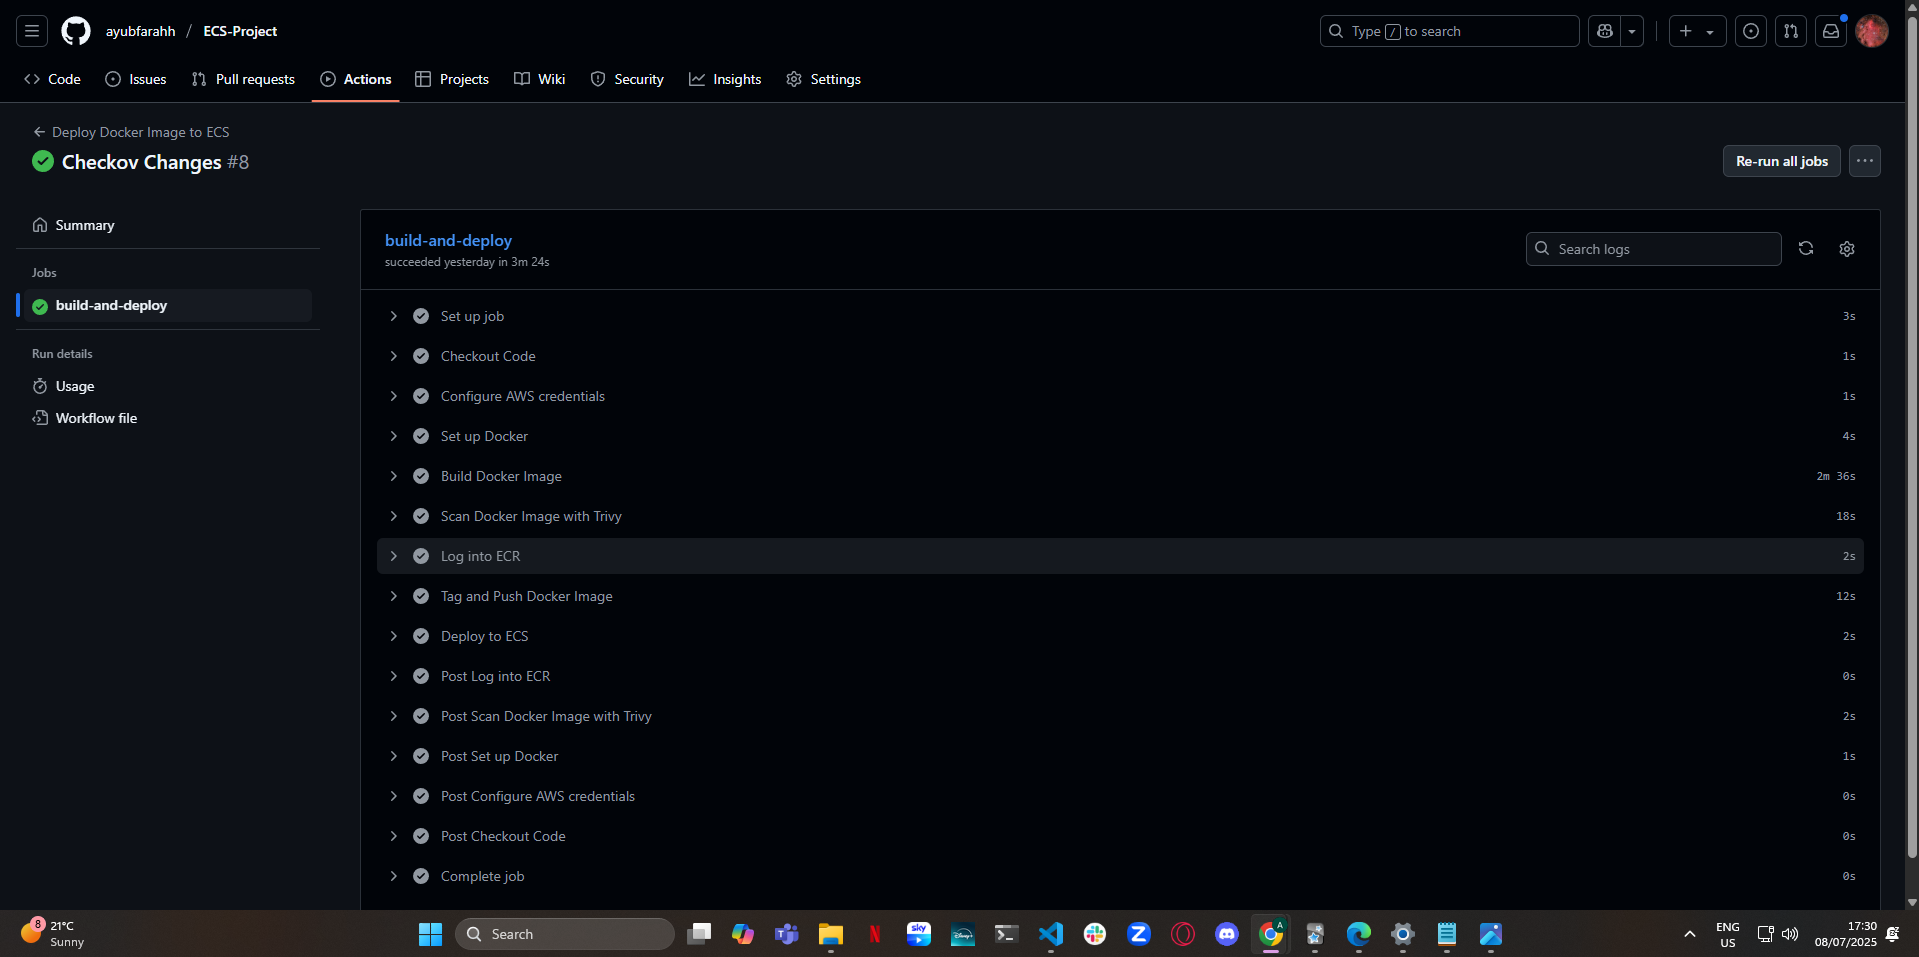 ayubfarahh / ECS-Project
Type / to search
Code
Issues
Pull requests
Actions
Projects
Wiki
Security
Insights
Settings
Deploy Docker Image to ECS
Checkov Changes #8
Re-run all jobs
Summary
Jobs
build-and-deploy
Run details
Usage
Workflow file
build-and-deploy
succeeded yesterday in 3m 24s
Search logs
Set up job 3s
Checkout Code 1s
Configure AWS credentials 1s
Set up Docker 4s
Build Docker Image 2m 36s
Scan Docker Image with Trivy 18s
Log into ECR 2s
Tag and Push Docker Image 12s
Deploy to ECS 2s
Post Log into ECR 0s
Post Scan Docker Image with Trivy 2s
Post Set up Docker 1s
Post Configure AWS credentials 0s
Post Checkout Code 0s
Complete job 0s
8
21°C
Sunny
Search
sky
Disney+
ENG
US
17:30
08/07/2025